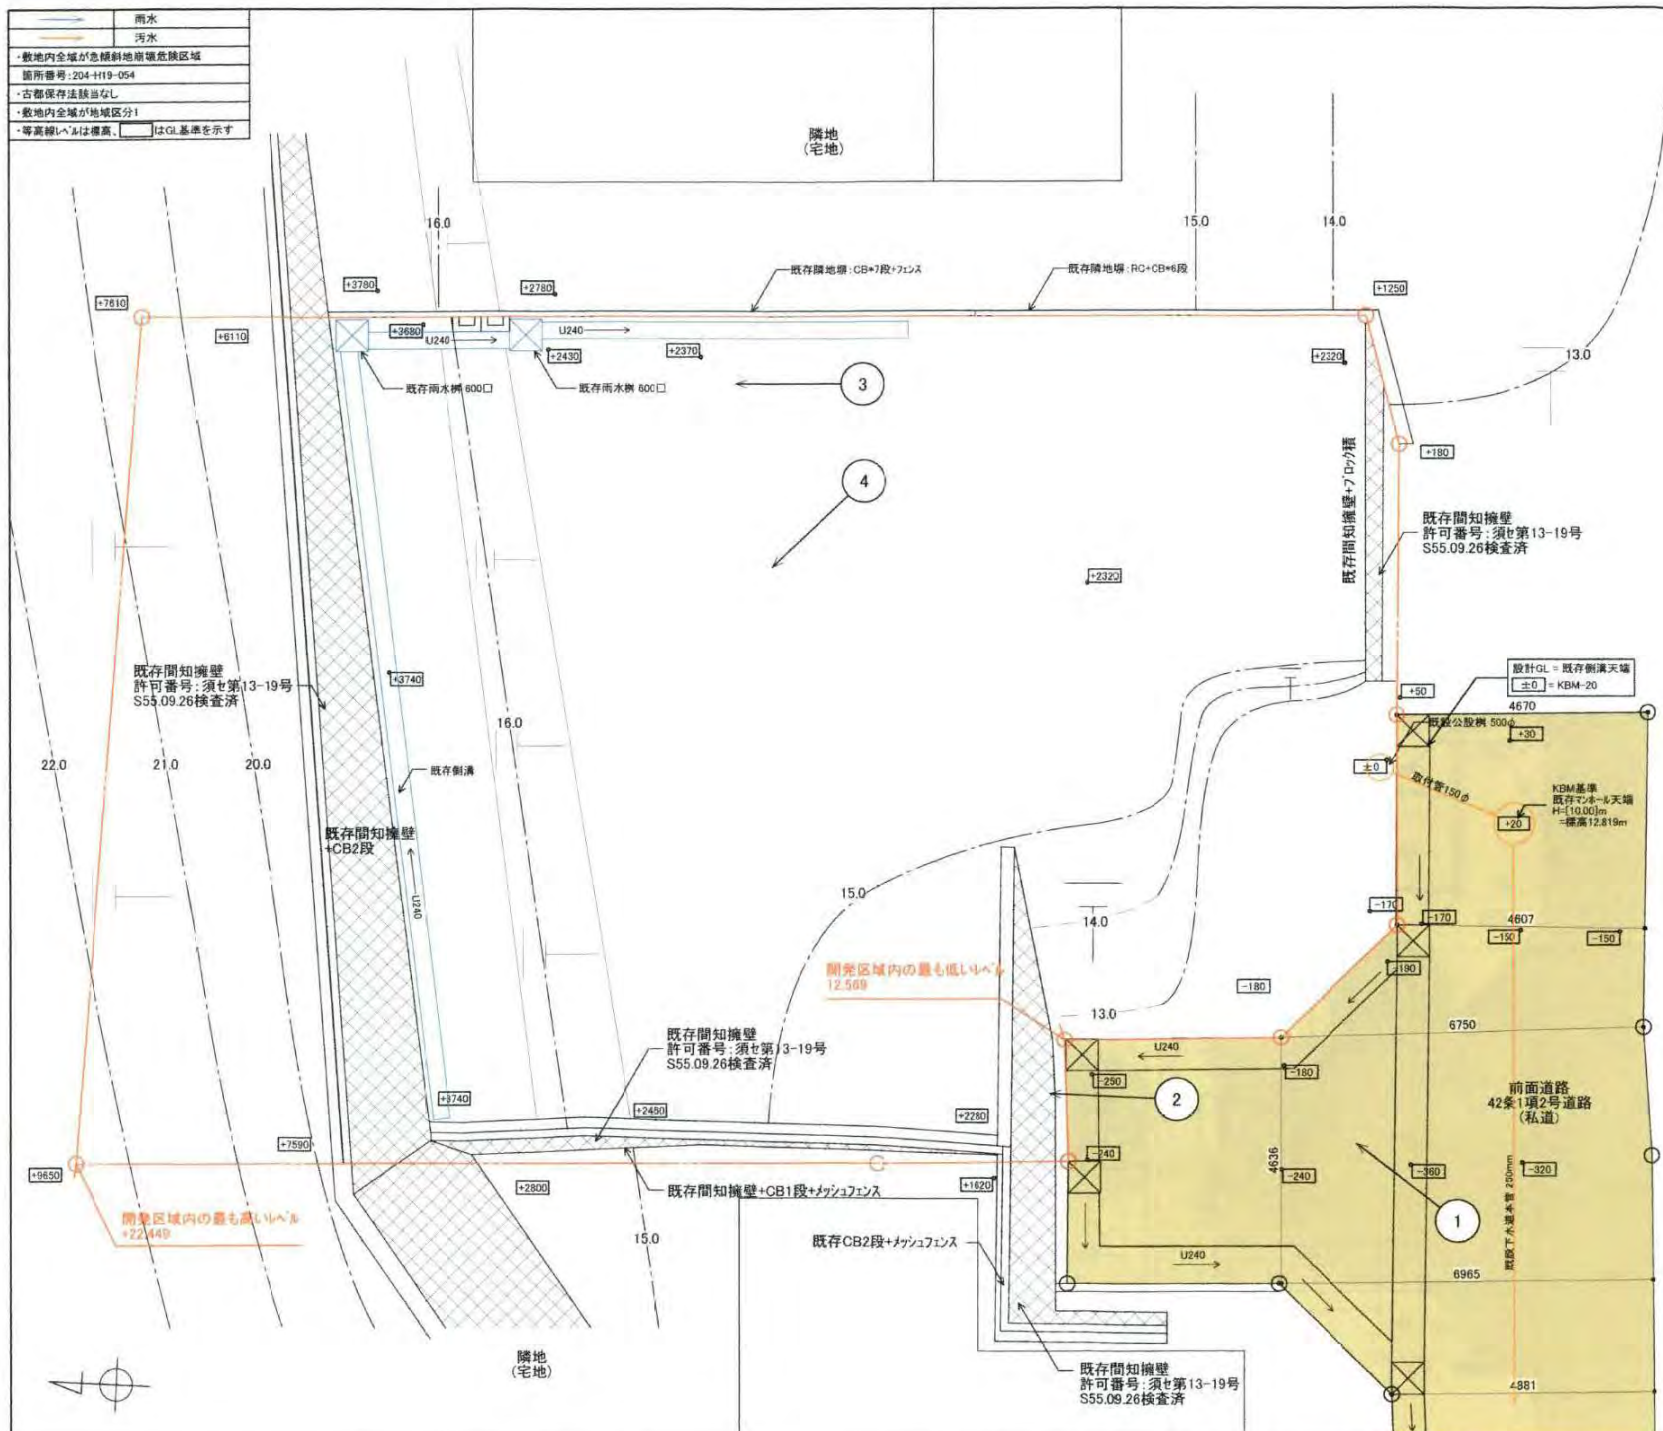 雨水
汚水
・敷地内全域が急傾斜地崩壊危険区域
箇所番号:204-H19-054
・古都保存法該当なし
・敷地内全域が地域区分1
・等高線レベルは標高、　　はGL基準を示す
隣地
(宅地)
16.0
15.0
14.0
既存隣地塀:CB*7段+フェンス
既存隣地塀:RC+CB*6段
+3780
+2780
+1250
+7610
+6110
+3680
U240
U240
+2430
+2370
+2320
13.0
既存雨水桝 600□
既存雨水桝 600□
3
4
+180
既存間知擁壁+ブロック積
既存間知擁壁
許可番号:須セ第13-19号
S55.09.26検査済
+2320
既存間知擁壁
許可番号:須セ第13-19号
S55.09.26検査済
+3740
設計GL = 既存側溝天端
±0 = KBM-20
+50
4670
既設公設桝 500φ
+30
16.0
22.0
21.0
20.0
既存側溝
±0
取付管150φ
KBM基準
既存マンホール天端
H=[10.00]m
=標高12.819m
+20
既存間知擁壁
+CB2段
U240
15.0
14.0
-170
-170
4607
-150
-150
開発区域内の最も低いレベル
12.569
-190
-180
13.0
6750
既存間知擁壁
許可番号:須セ第13-19号
S55.09.26検査済
U240
-250
-180
前面道路
42条1項2号道路
(私道)
+3740
+2460
+2280
2
+7590
+9650
-240
4636
-240
-360
-320
既設下水道本管 200mm
+2800
既存間知擁壁+CB1段+メッシュフェンス
+1620
開発区域内の最も高いレベル
+22.449
15.0
既存CB2段+メッシュフェンス
1
U240
6965
隣地
(宅地)
既存間知擁壁
許可番号:須セ第13-19号
S55.09.26検査済
4881